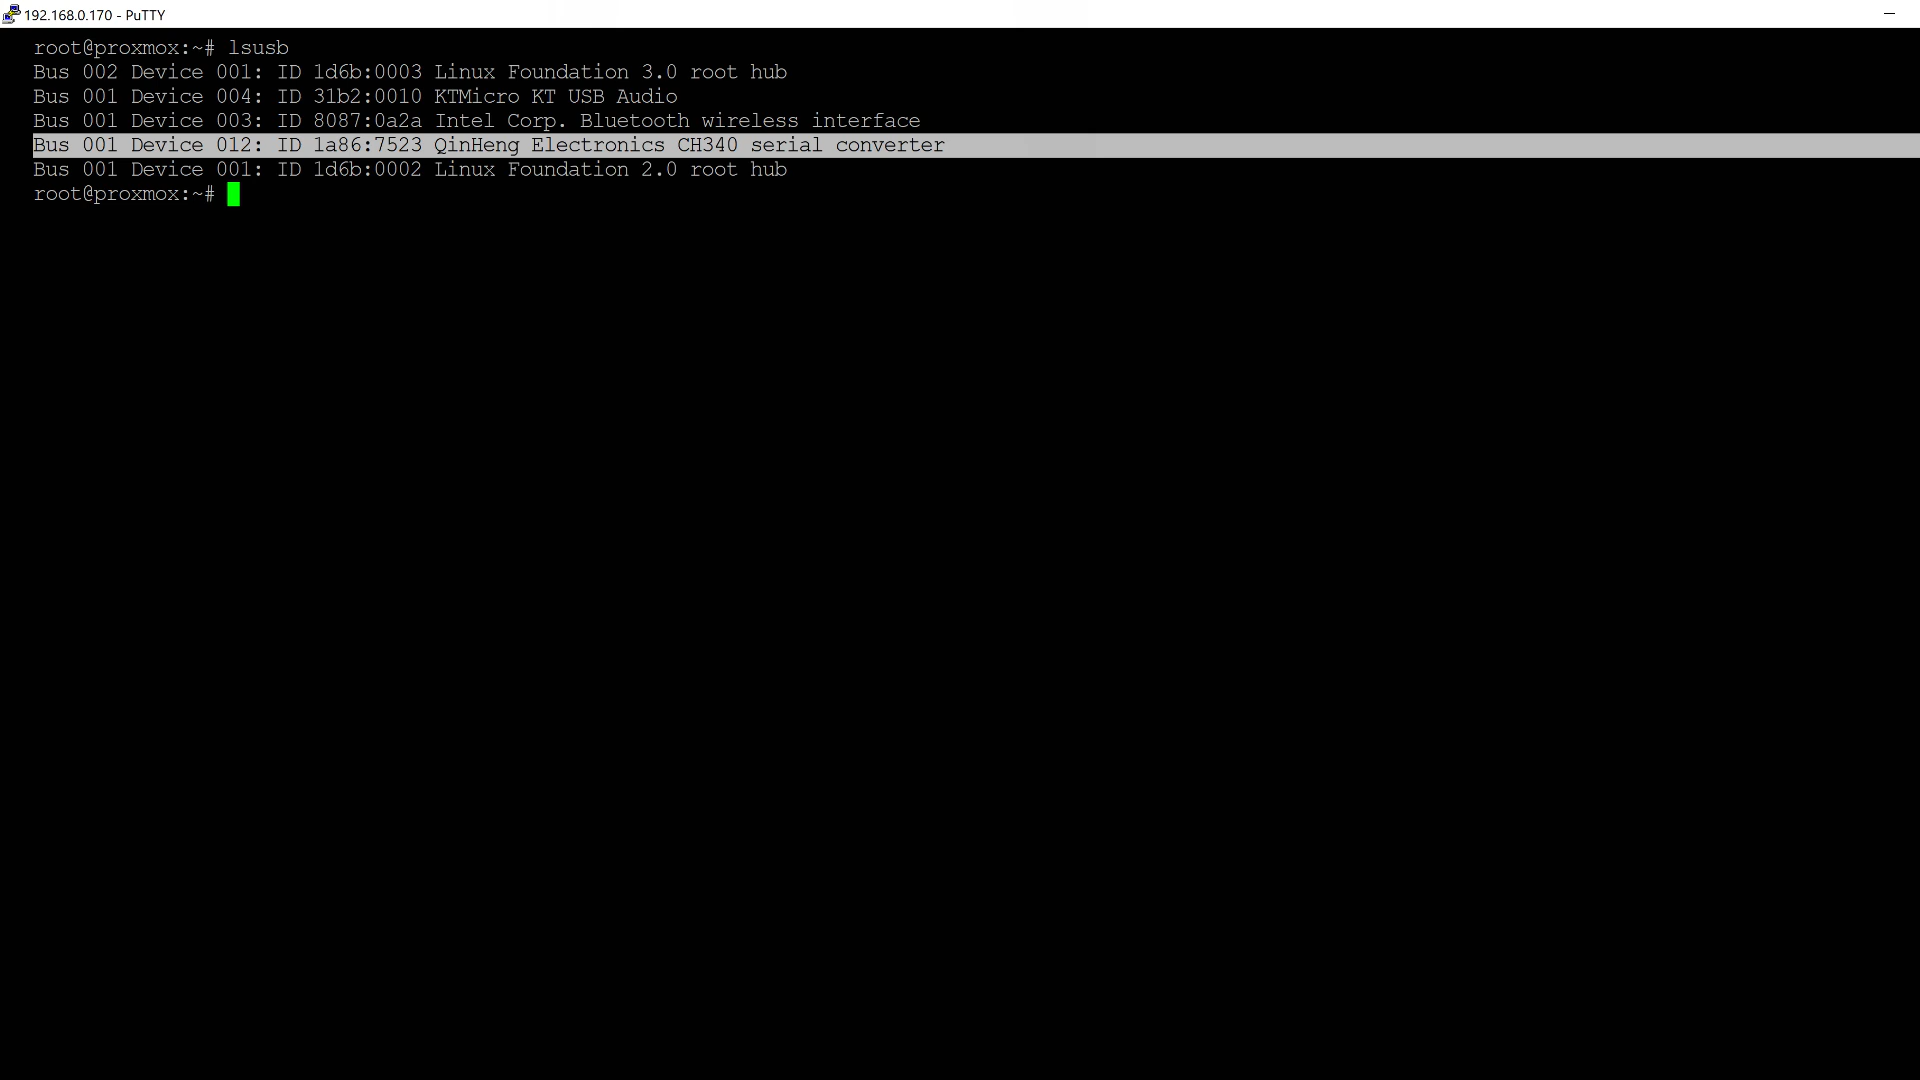 192.168.0.170 - PuTTY
root@proxmox:~# lsusb
Bus 002 Device 001: ID 1d6b:0003 Linux Foundation 3.0 root hub
Bus 001 Device 004: ID 31b2:0010 KTMicro KT USB Audio
Bus 001 Device 003: ID 8087:0a2a Intel Corp. Bluetooth wireless interface
Bus 001 Device 012: ID 1a86:7523 QinHeng Electronics CH340 serial converter
Bus 001 Device 001: ID 1d6b:0002 Linux Foundation 2.0 root hub
root@proxmox:~#